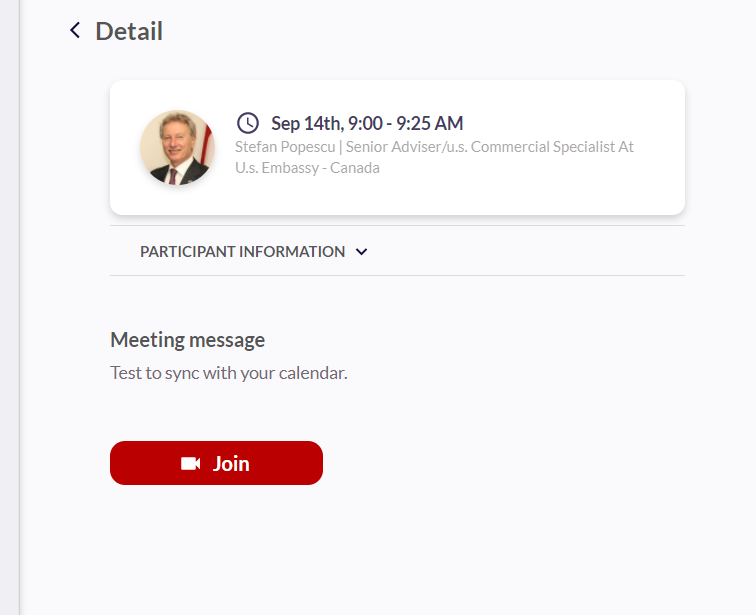 Detail
Sep 14th, 9:00 - 9:25 AM
Stefan Popescu | Senior Adviser/u.s. Commercial Specialist At
U.s. Embassy - Canada
PARTICIPANT INFORMATION
Meeting message
Test to sync with your calendar.
Join